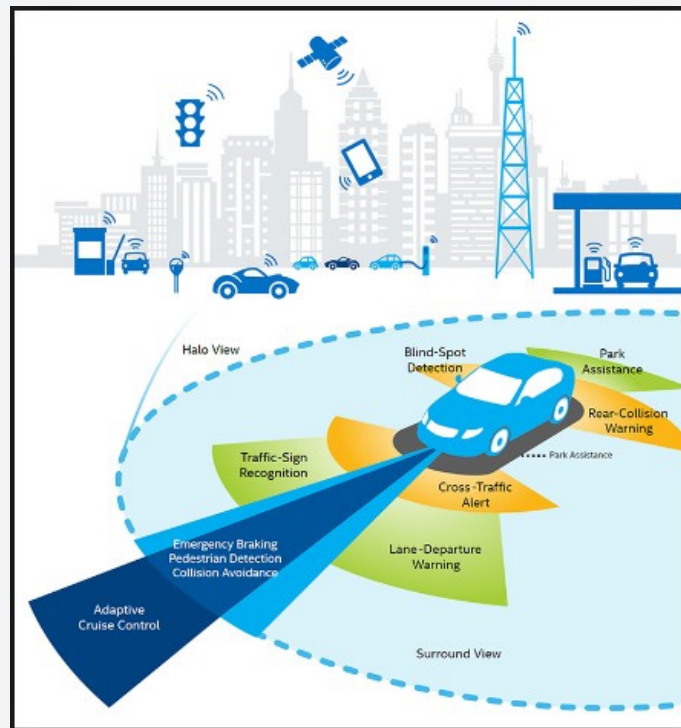 Halo View
Blind-Spot
Detection
Park
Assistance
Rear-Collision
Warning
Traffic-Sign
Recognition
Park Assistance
Cross-Traffic
Alert
Emergency Braking
Pedestrian Detection
Collision Avoidance
Lane-Departure
Warning
Adaptive
Cruise Control
Surround View